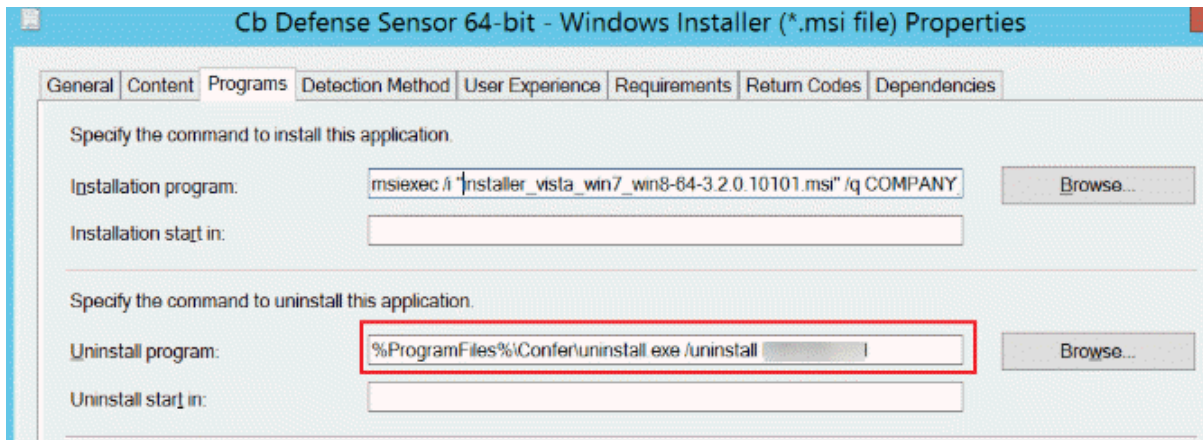 Cb Defense Sensor 64-bit - Windows Installer (*.msi file) Properties
General Content Programs Detection Method User Experience Requirements Return Codes Dependencies
Specify the command to install this application.
Installation program: msiexec /i "installer_vista_win7_win8-64-3.2.0.10101.msi" /q COMPANY_ Browse...
Installation start in:
Specify the command to uninstall this application.
Uninstall program: %ProgramFiles%\Confer\uninstall.exe /uninstall Browse...
Uninstall start in: